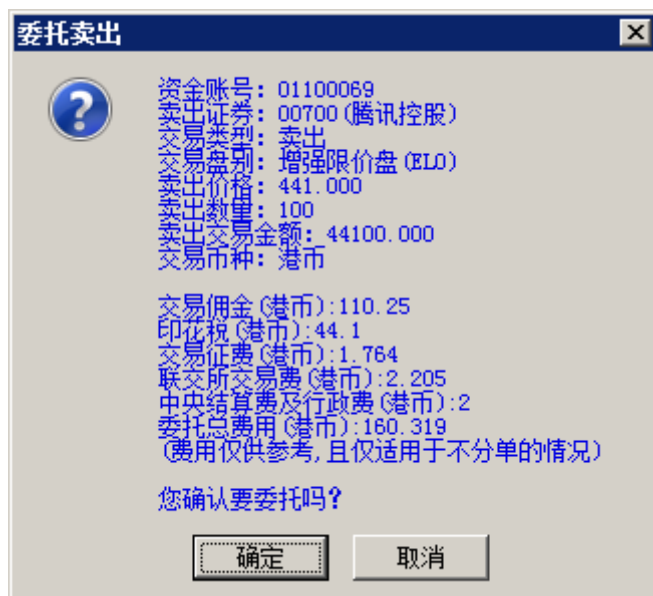 委托卖出
资金账号: 01100069
卖出证券: 00700(腾讯控股)
交易类型: 卖出
交易盘别: 增强限价盘(ELO)
卖出价格: 441.000
卖出数量: 100
卖出交易金额: 44100.000
交易币种: 港币
交易佣金(港币):110.25
印花税(港币):44.1
交易征费(港币):1.764
联交所交易费(港币):2.205
中央结算费及行政费(港币):2
委托总费用(港币):160.319
(费用仅供参考,且仅适用于不分单的情况)
您确认要委托吗?
确定
取消